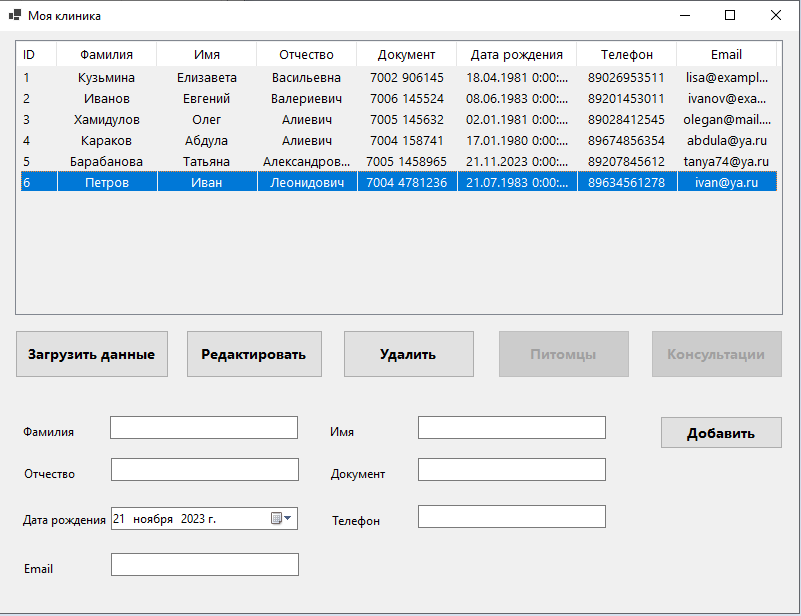 Моя клиника
ID Фамилия Имя Отчество Документ Дата рождения Телефон Email
1 Кузьмина Елизавета Васильевна 7002 906145 18.04.1981 0:00:... 89026953511 lisa@exampl...
2 Иванов Евгений Валериевич 7006 145524 08.06.1983 0:00:... 89201453011 ivanov@exa...
3 Хамидулов Олег Алиевич 7005 145632 02.01.1981 0:00:... 89028412545 olegan@mail....
4 Караков Абдула Алиевич 7004 158741 17.01.1980 0:00:... 89674856354 abdula@ya.ru
5 Барабанова Татьяна Александров... 7005 1458965 21.11.2023 0:00:... 89207845612 tanya74@ya.ru
6 Петров Иван Леонидович 7004 4781236 21.07.1983 0:00:... 89634561278 ivan@ya.ru
Загрузить данные Редактировать Удалить Питомцы Консультации
Фамилия Имя Добавить
Отчество Документ
Дата рождения 21 ноября 2023 г. Телефон
Email